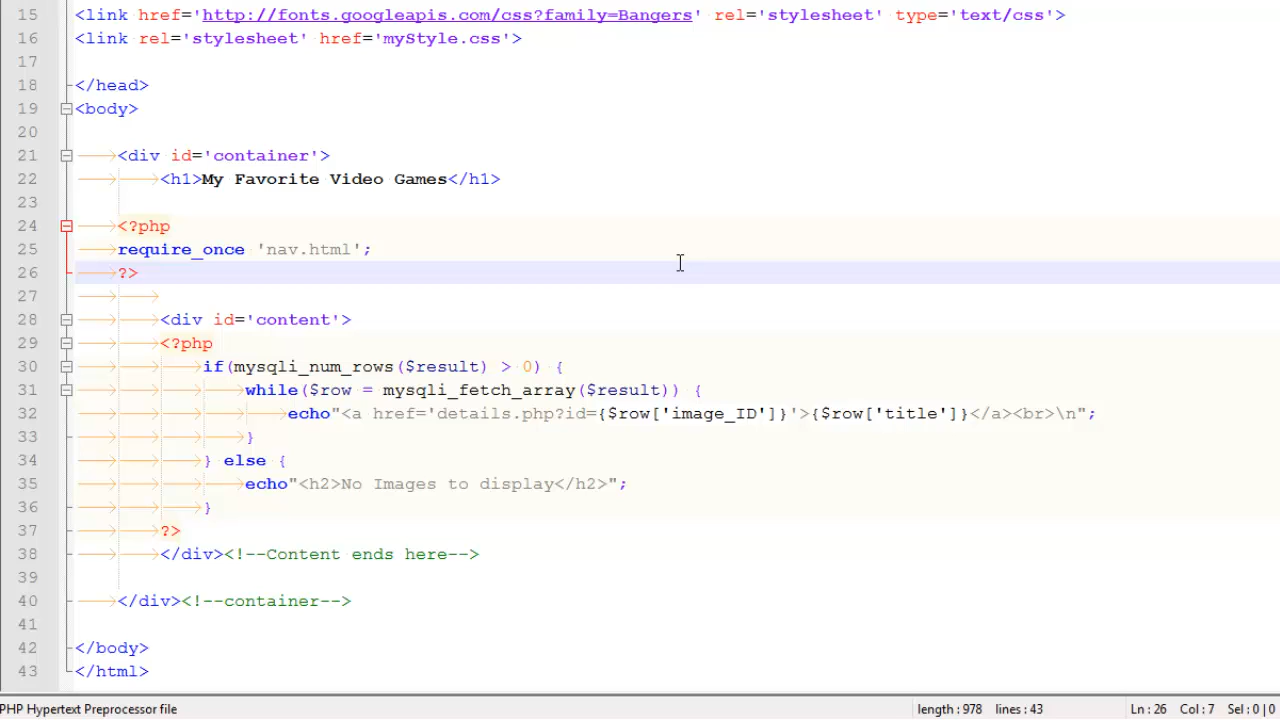 15 <link href='http://fonts.googleapis.com/css?family=Bangers' rel='stylesheet' type='text/css'>
16 <link rel='stylesheet' href='myStyle.css'>
17
18 </head>
19 <body>
20
21 <div id='container'>
22 <h1>My Favorite Video Games</h1>
23
24 <?php
25 require_once 'nav.html';
26 ?>
27
28 <div id='content'>
29 <?php
30 if(mysqli_num_rows($result) > 0) {
31 while($row = mysqli_fetch_array($result)) {
32 echo"<a href='details.php?id={$row['image_ID']}'>{$row['title']}</a><br>\n";
33 }
34 } else {
35 echo"<h2>No Images to display</h2>";
36 }
37 ?>
38 </div><!--Content ends here-->
39
40 </div><!--container-->
41
42 </body>
43 </html>
PHP Hypertext Preprocessor file length : 978 lines : 43 Ln : 26 Col : 7 Sel : 0 | 0